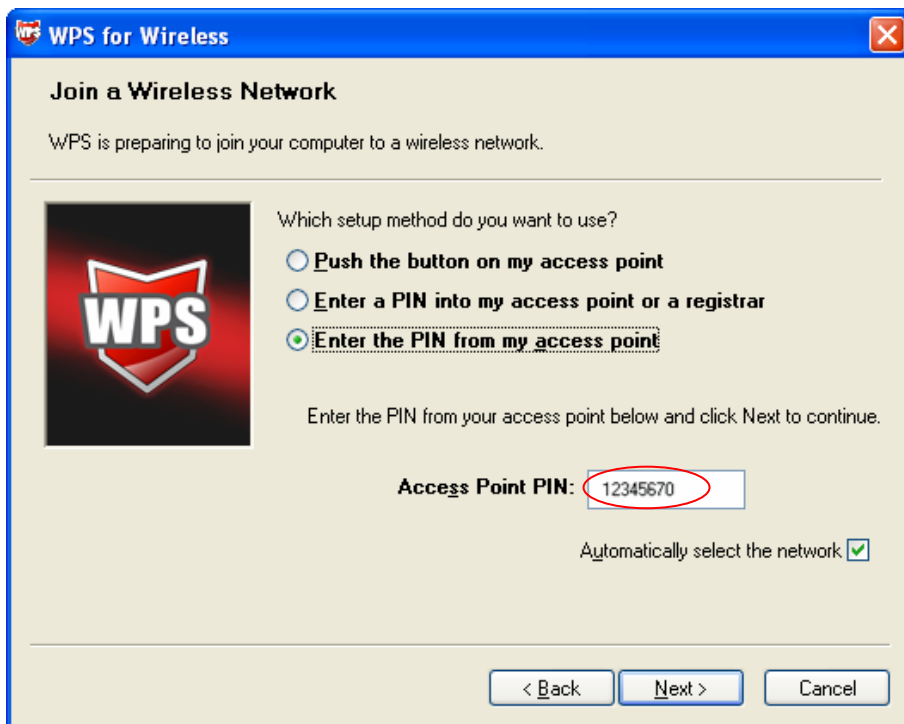 WPS for Wireless
Join a Wireless Network
WPS is preparing to join your computer to a wireless network.
Which setup method do you want to use?
Push the button on my access point
Enter a PIN into my access point or a registrar
Enter the PIN from my access point
WPS
Enter the PIN from your access point below and click Next to continue.
Access Point PIN: 12345670
Automatically select the network
< Back Next > Cancel